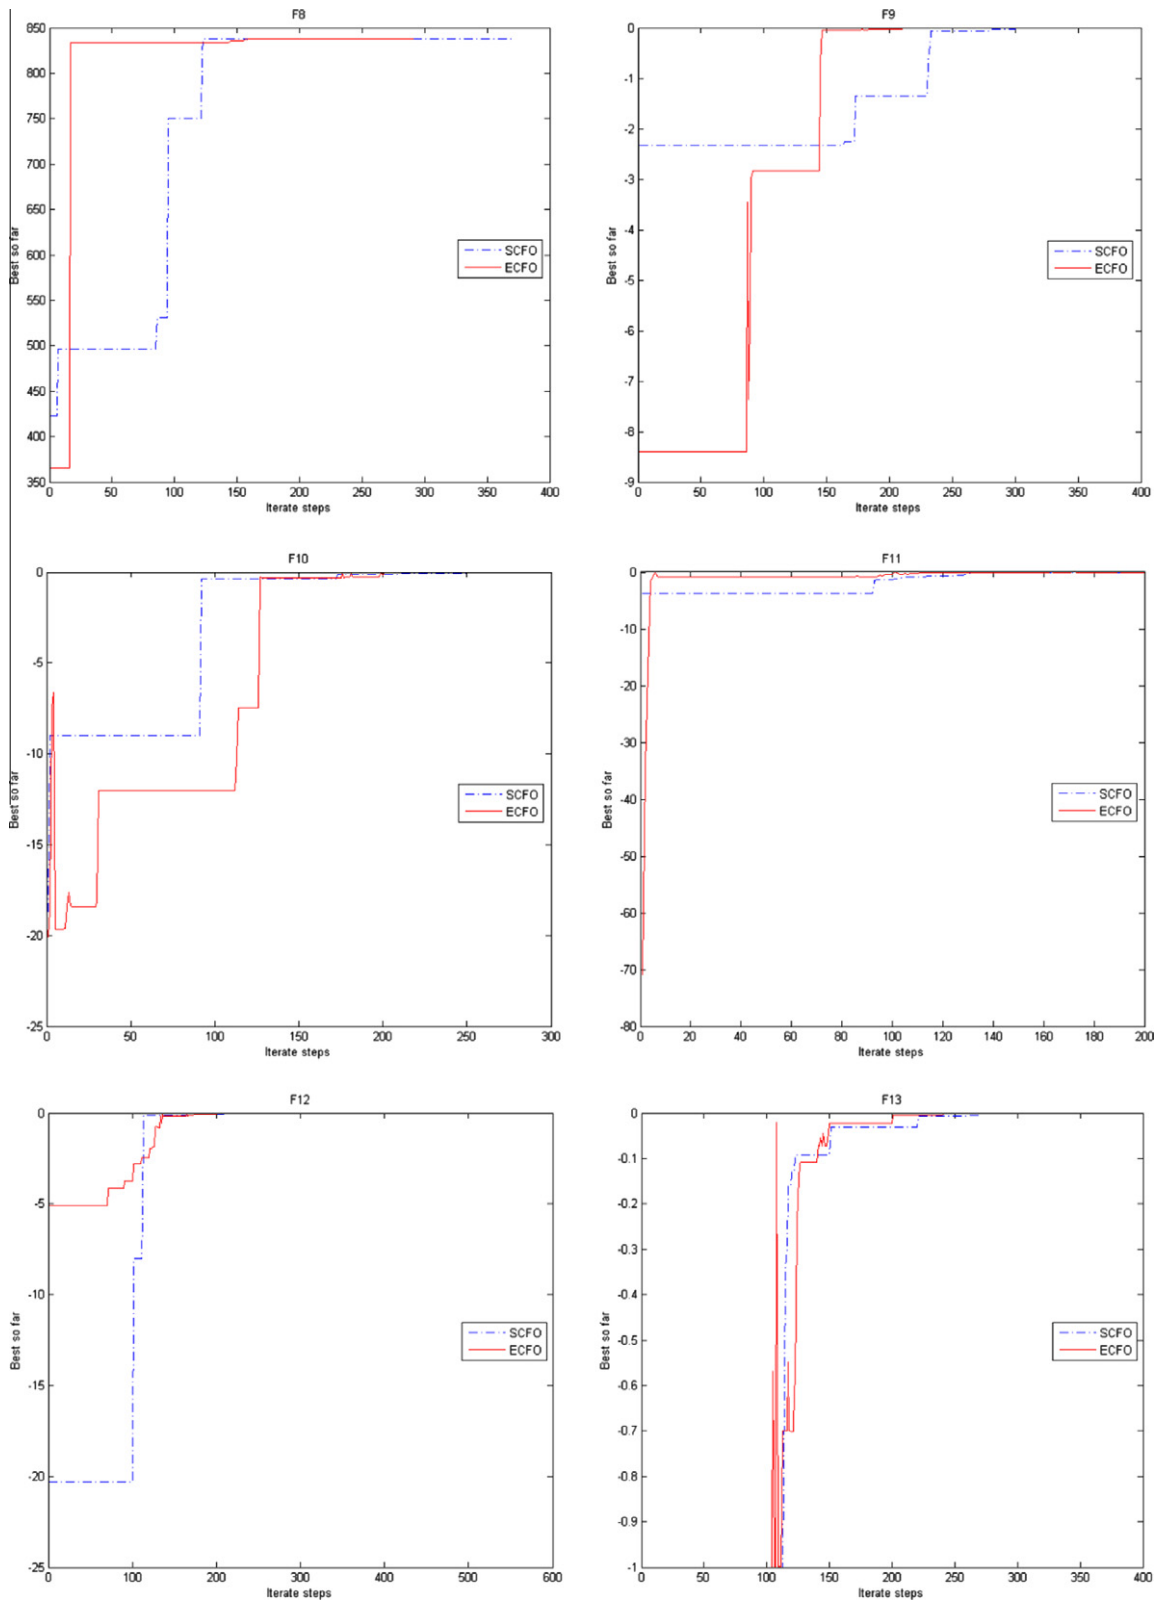 F8
850
800
750
700
650
600
550
500
450
400
350
Best so far
SCFO
ECFO
0 50 100 150 200 250 300 350 400
Iterate steps
F9
0
-1
-2
-3
-4
-5
-6
-7
-8
-9
Best so far
SCFO
ECFO
0 50 100 150 200 250 300 350 400
Iterate steps
F10
0
-5
-10
-15
-20
-25
Best so far
SCFO
ECFO
0 50 100 150 200 250 300
Iterate steps
F11
0
-10
-20
-30
-40
-50
-60
-70
-80
Best so far
SCFO
ECFO
0 20 40 60 80 100 120 140 160 180 200
Iterate steps
F12
0
-5
-10
-15
-20
-25
Best so far
SCFO
ECFO
0 100 200 300 400 500 600
Iterate steps
F13
0
-0.1
-0.2
-0.3
-0.4
-0.5
-0.6
-0.7
-0.8
-0.9
-1
Best so far
SCFO
ECFO
0 50 100 150 200 250 300 350 400
Iterate steps